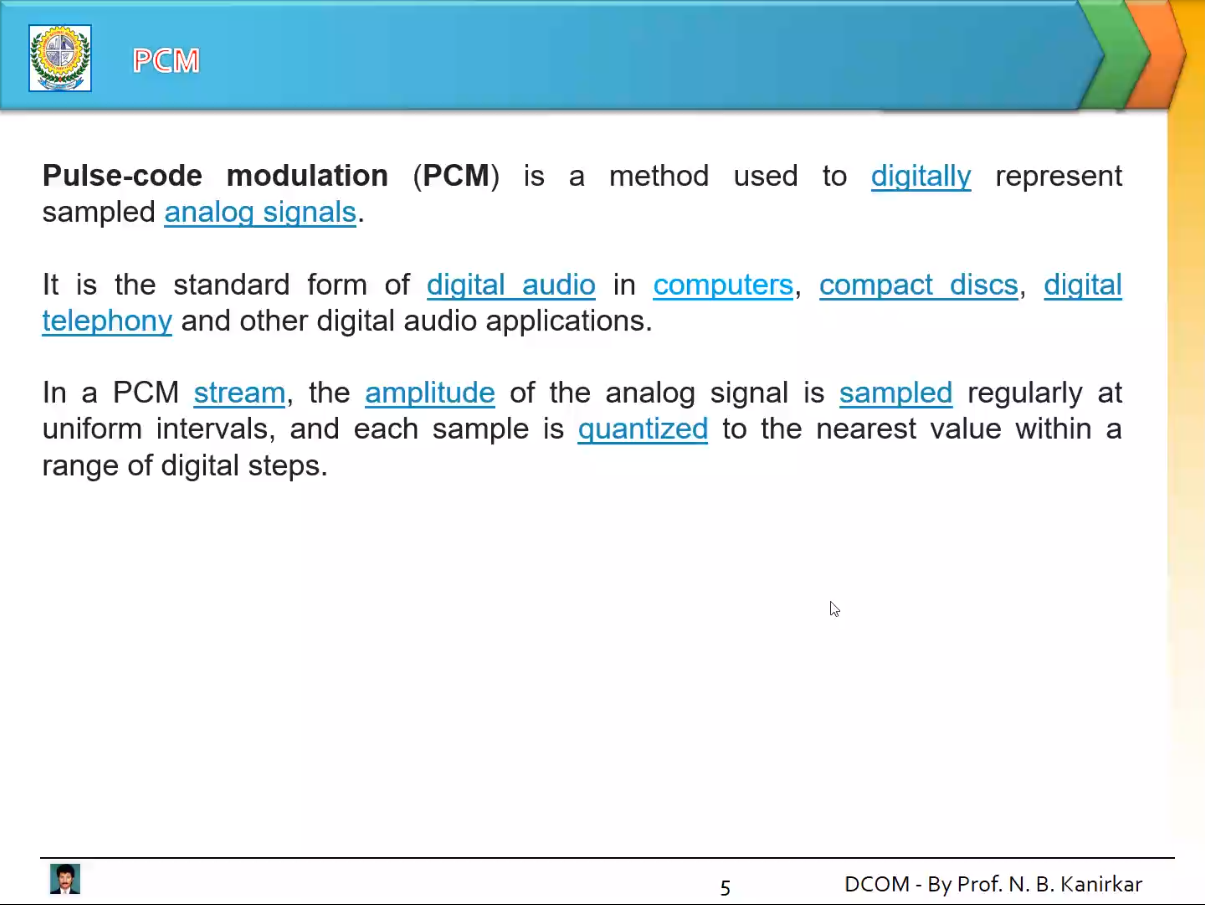 PCM
Pulse-code modulation (PCM) is a method used to digitally represent
sampled analog signals.
It is the standard form of digital audio in computers, compact discs, digital
telephony and other digital audio applications.
In a PCM stream, the amplitude of the analog signal is sampled regularly at
uniform intervals, and each sample is quantized to the nearest value within a
range of digital steps.
5
DCOM - By Prof. N. B. Kanirkar